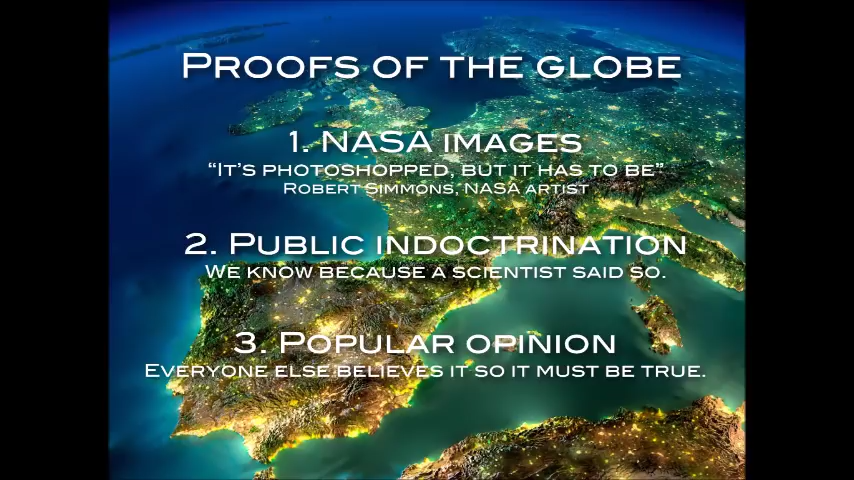 Proofs of the globe
1. NASA images
“It’s photoshopped, but it has to be”
Robert Simmons, NASA artist
2. Public indoctrination
We know because a scientist said so.
3. Popular opinion
Everyone else believes it so it must be true.